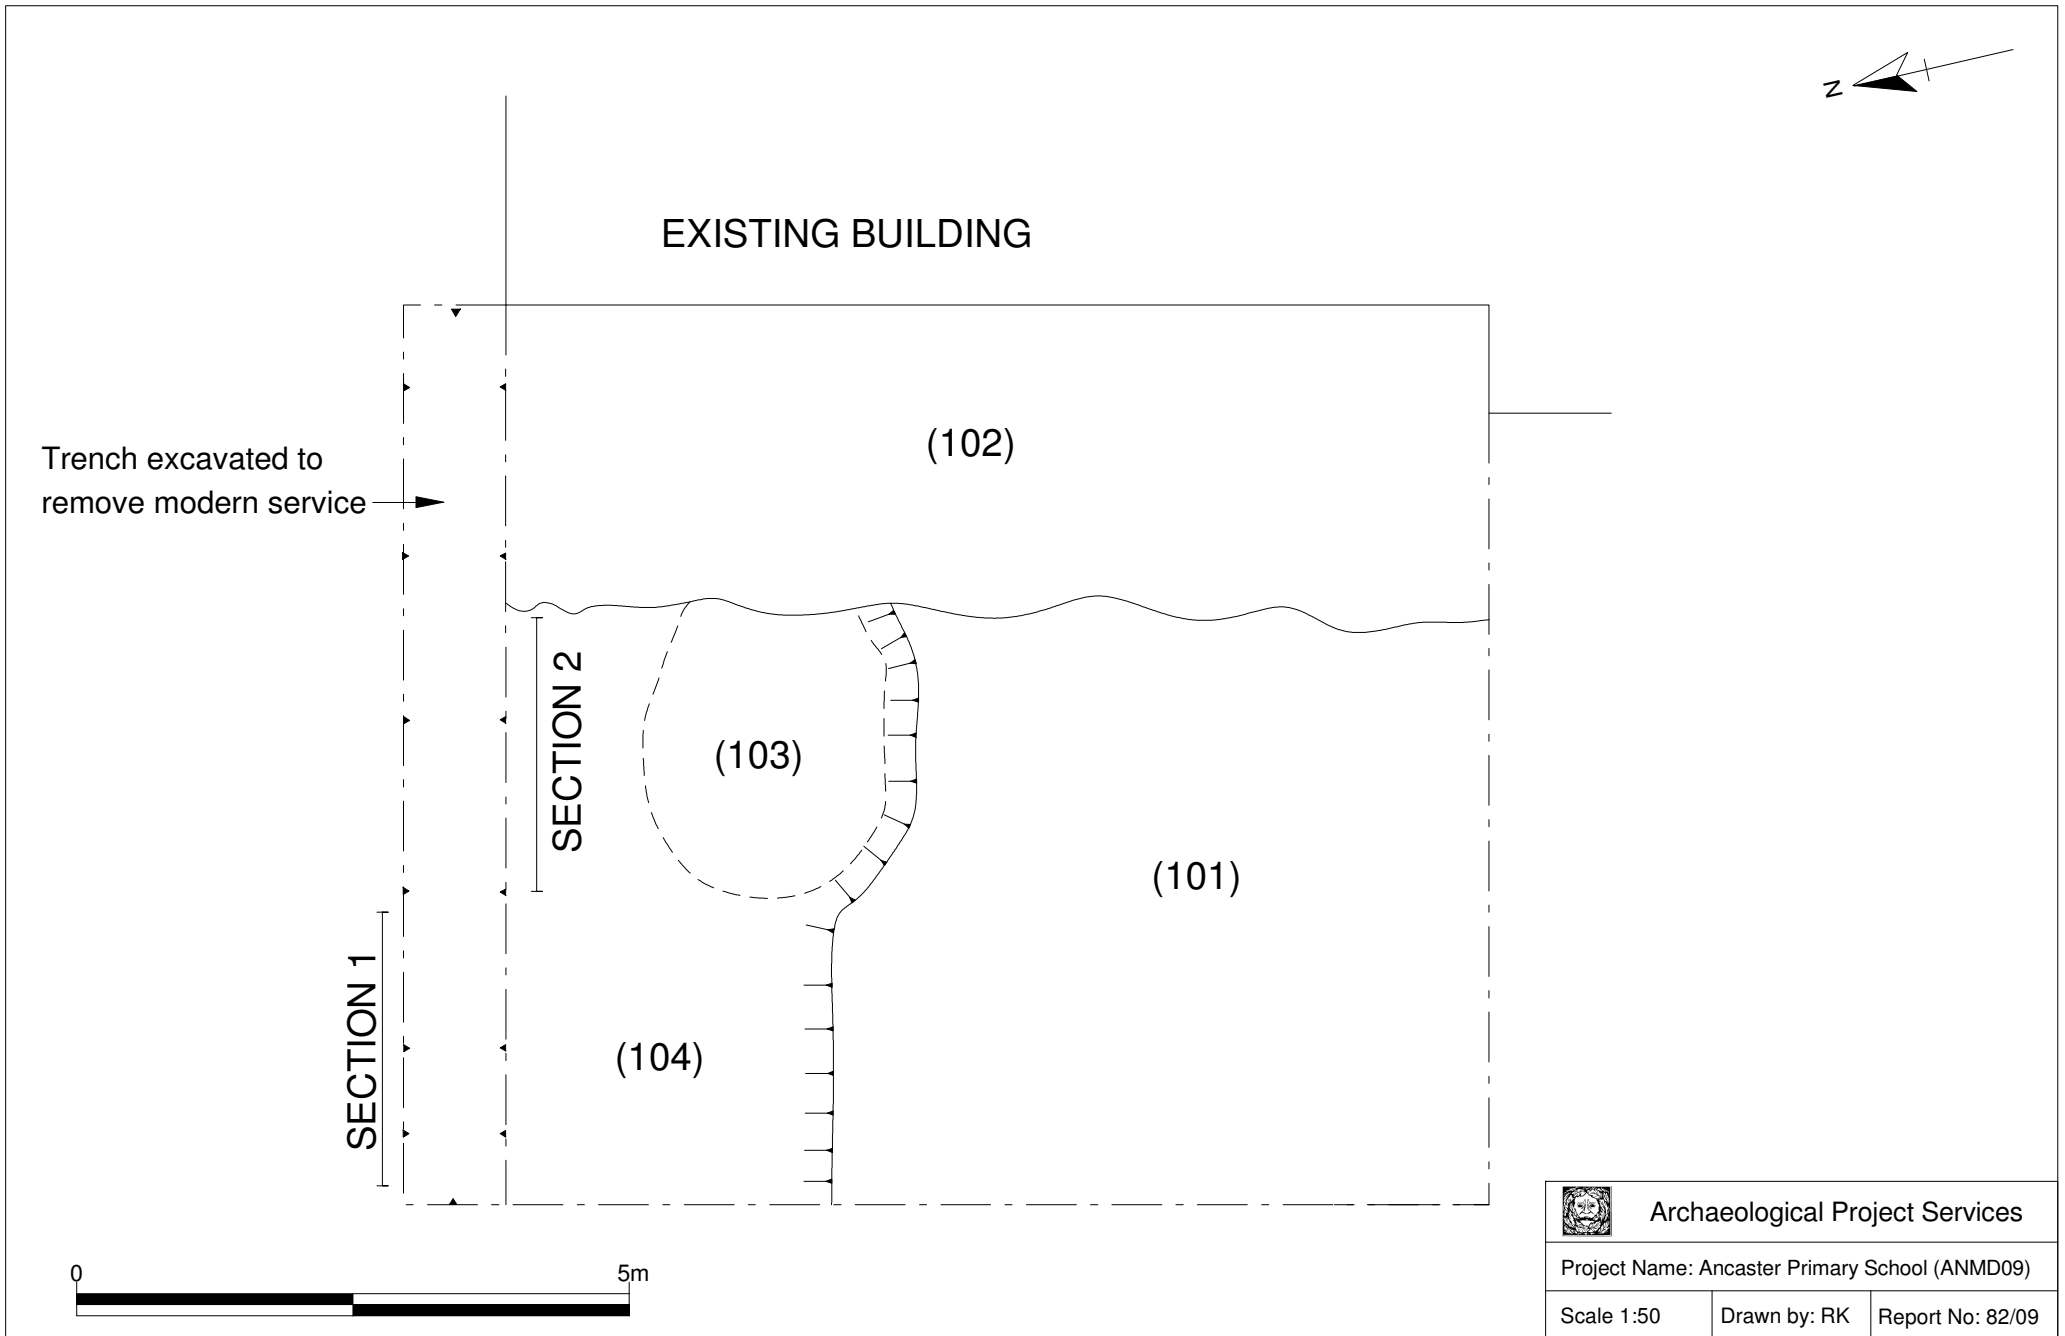 N
EXISTING BUILDING
(102)
Trench excavated to
remove modern service
SECTION 2
(103)
(101)
SECTION 1
(104)
0 5m
Archaeological Project Services
Project Name: Ancaster Primary School (ANMD09)
Scale 1:50 Drawn by: RK Report No: 82/09